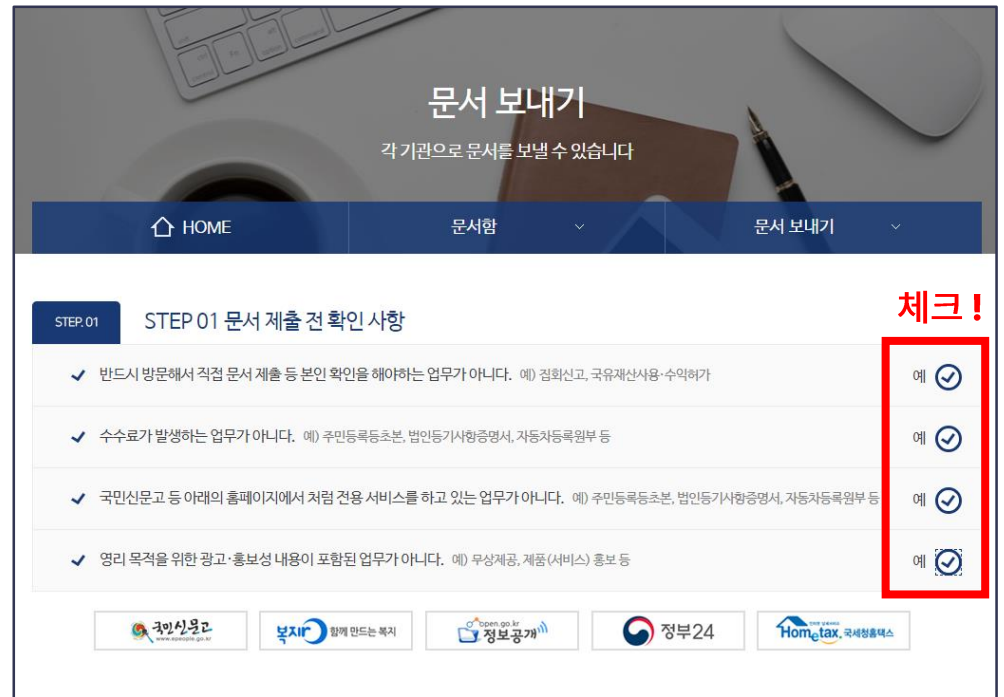 문서 보내기
각 기관으로 문서를 보낼 수 있습니다
HOME 문서함 문서 보내기
체크!
STEP. 01 STEP 01 문서 제출 전 확인 사항
반드시 방문해서 직접 문서 제출 등 본인 확인을 해야하는 업무가 아니다. 예) 집회신고, 국유재산사용·수익허가 예
수수료가 발생하는 업무가 아니다. 예) 주민등록등초본, 법인등기사항증명서, 자동차등록원부 등 예
국민신문고 등 아래의 홈페이지에서 처럼 전용 서비스를 하고 있는 업무가 아니다. 예) 주민등록등초본, 법인등기사항증명서, 자동차등록원부 등 예
영리 목적을 위한 광고·홍보성 내용이 포함된 업무가 아니다. 예) 무상제공, 제품(서비스) 홍보 등 예
국민신문고 www.epeople.go.kr 복지로 함께 만드는 복지 open.go.kr 정보공개 정부24 Hometax. 국세청홈택스